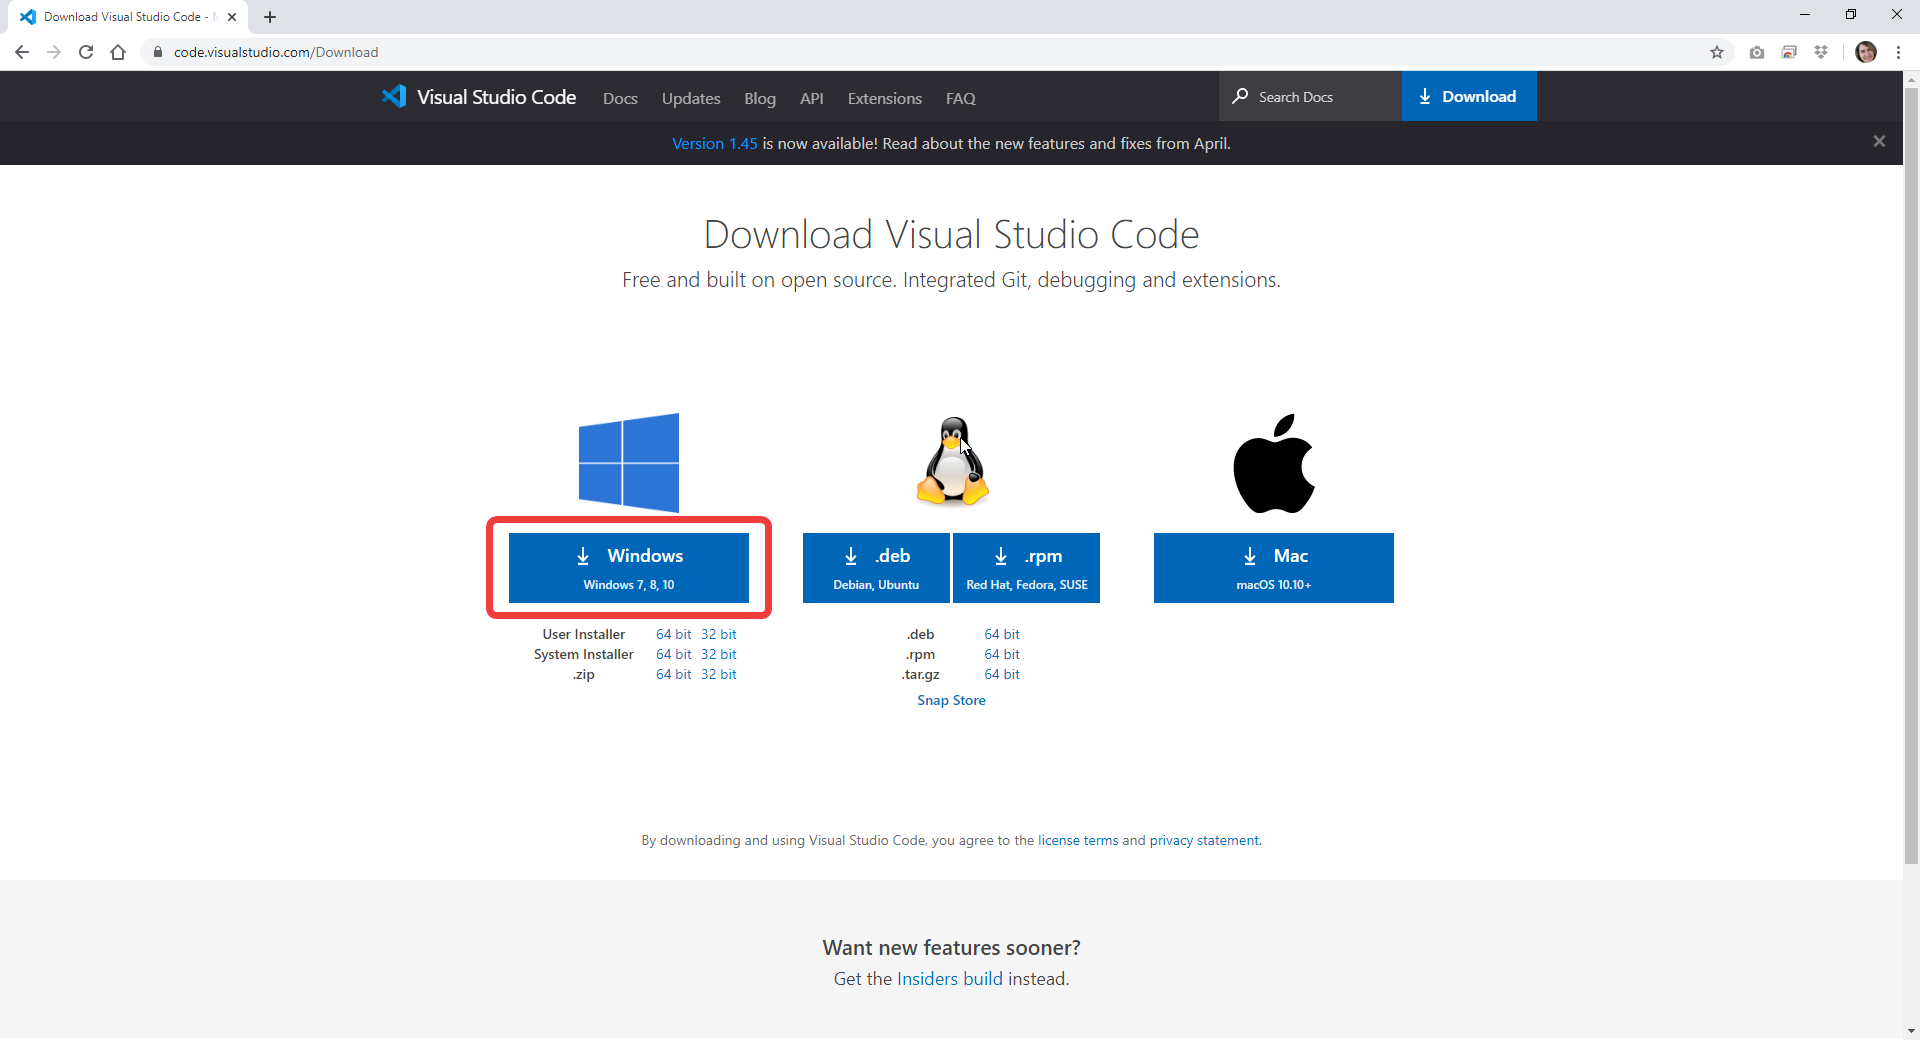 Download Visual Studio Code -
code.visualstudio.com/Download
Visual Studio Code Docs Updates Blog API Extensions FAQ Search Docs Download
Version 1.45 is now available! Read about the new features and fixes from April.
Download Visual Studio Code
Free and built on open source. Integrated Git, debugging and extensions.
Windows
Windows 7, 8, 10
.deb
Debian, Ubuntu
.rpm
Red Hat, Fedora, SUSE
Mac
macOS 10.10+
User Installer 64 bit 32 bit
System Installer 64 bit 32 bit
.zip 64 bit 32 bit
.deb 64 bit
.rpm 64 bit
.tar.gz 64 bit
Snap Store
By downloading and using Visual Studio Code, you agree to the license terms and privacy statement.
Want new features sooner?
Get the Insiders build instead.